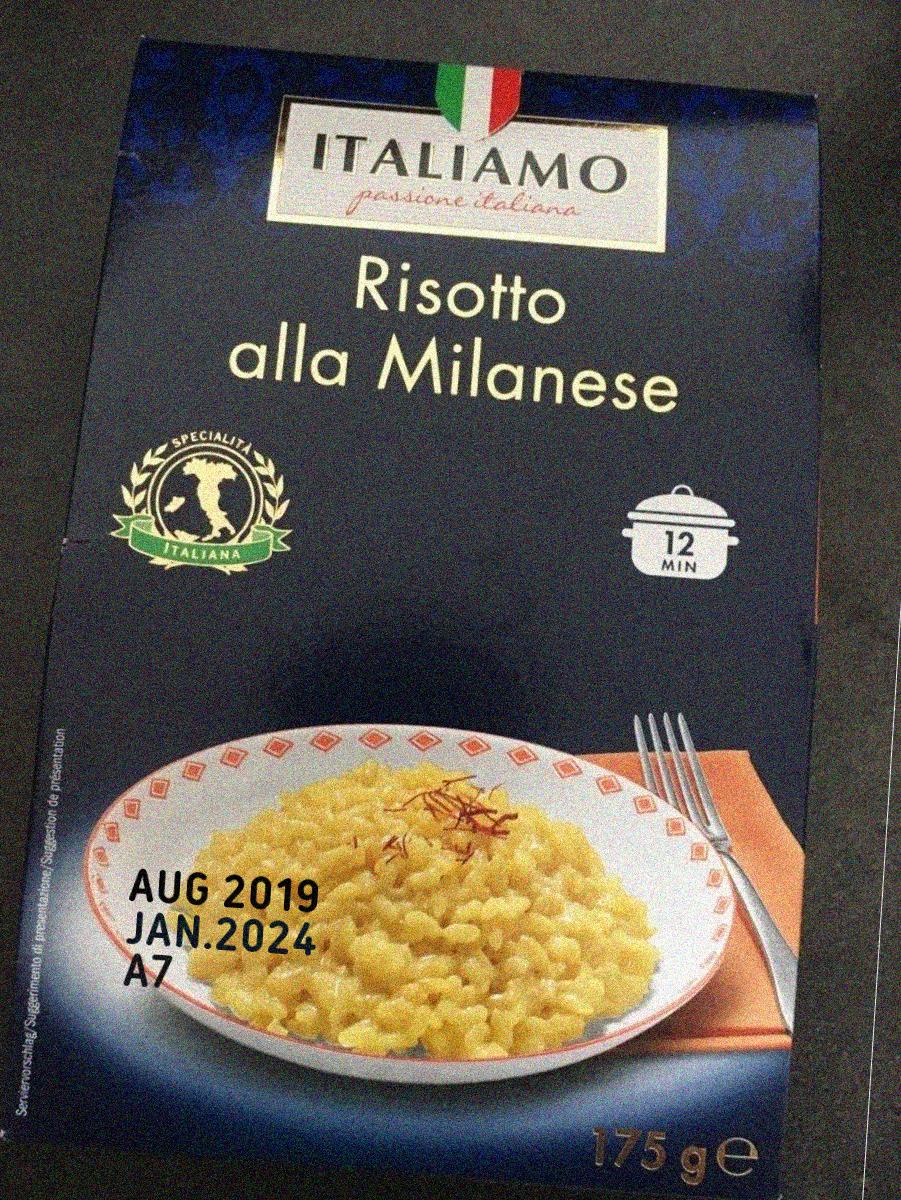 ITALIAMO
passione italiana
Risotto
alla Milanese
SPECIALITÀ
ITALIANA
12
MIN
Serviervorschlag/Suggerimento di presentazione/Suggestion de présentation
AUG 2019
JAN.2024
A7
175 g e